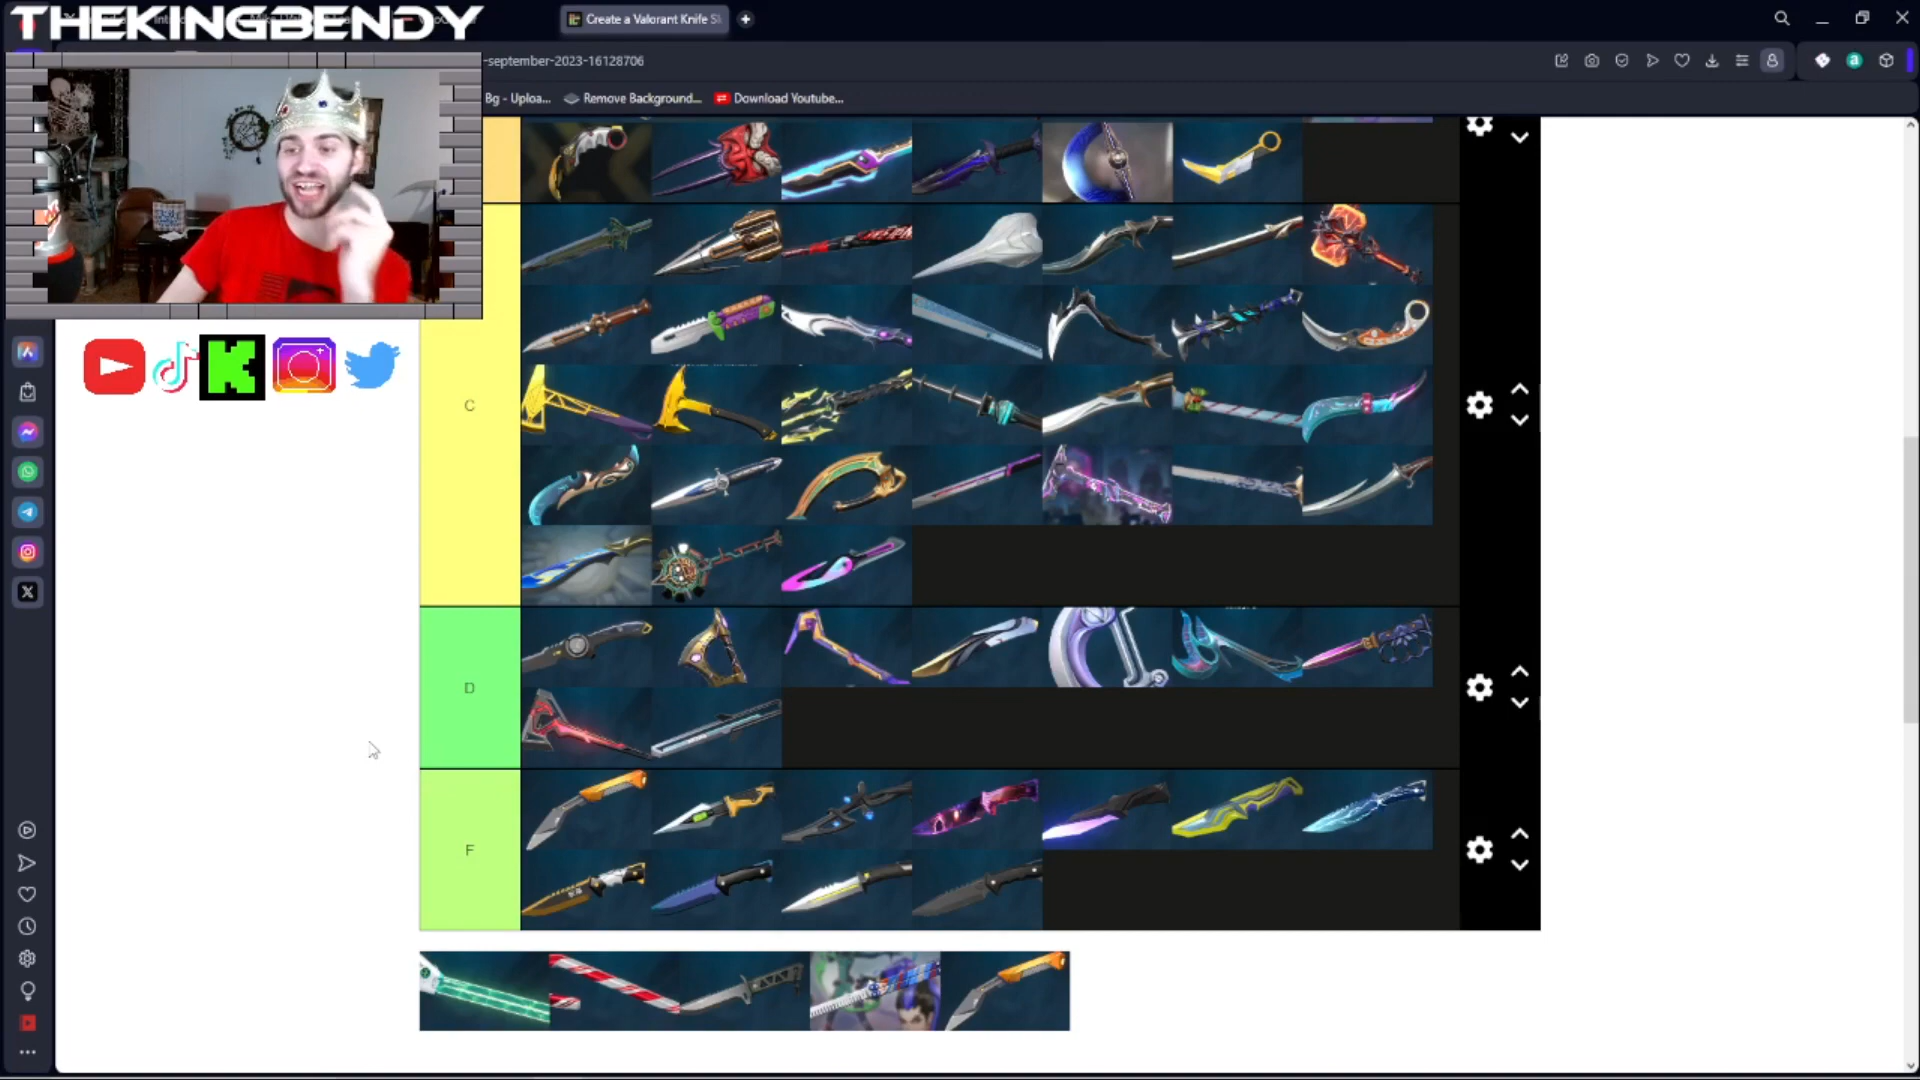 THEKINGBENDY
Create a Valorant Knife S
-september-2023-16128706
Bg - Uploa...
Remove Background...
Download Youtube...
C
D
F